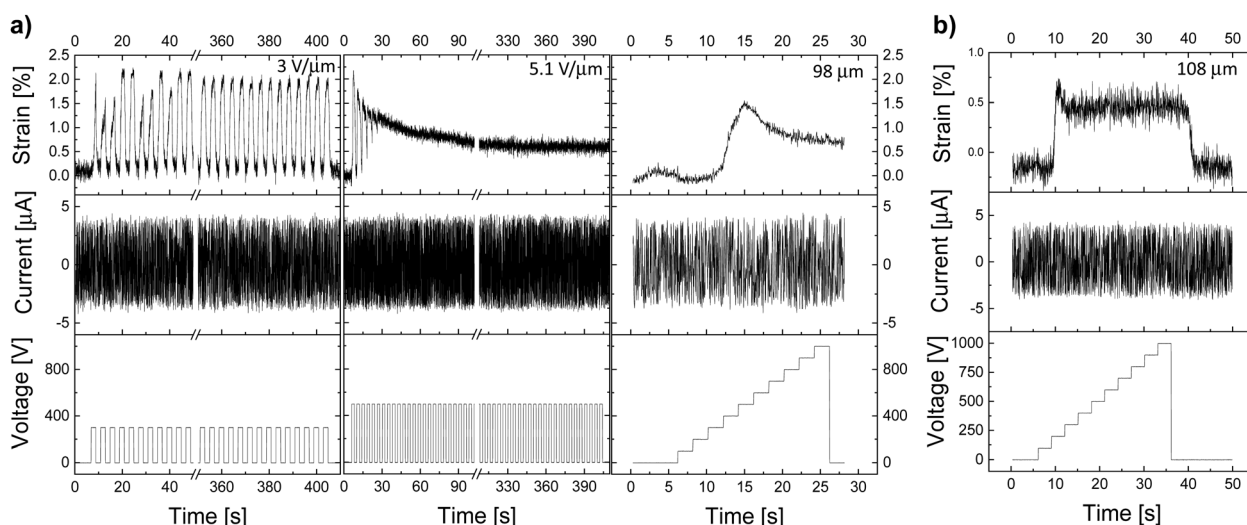 a)
b)
0 20 40 360 380 400
0 30 60 90 330 360 390
0 5 10 15 20 25 30
0 10 20 30 40 50
3 V/μm
5.1 V/μm
98 μm
108 μm
Strain [%]
2.5
2.0
1.5
1.0
0.5
0.0
2.5
2.0
1.5
1.0
0.5
0.0
Strain [%]
1.0
0.5
0.0
Current [μA]
5
0
-5
5
0
-5
Current [μA]
5
0
-5
Voltage [V]
800
400
0
800
400
0
Voltage [V]
1000
750
500
250
0
0 20 40 360 380 400
0 30 60 90 330 360 390
0 5 10 15 20 25 30
0 10 20 30 40 50
Time [s]
Time [s]
Time [s]
Time [s]